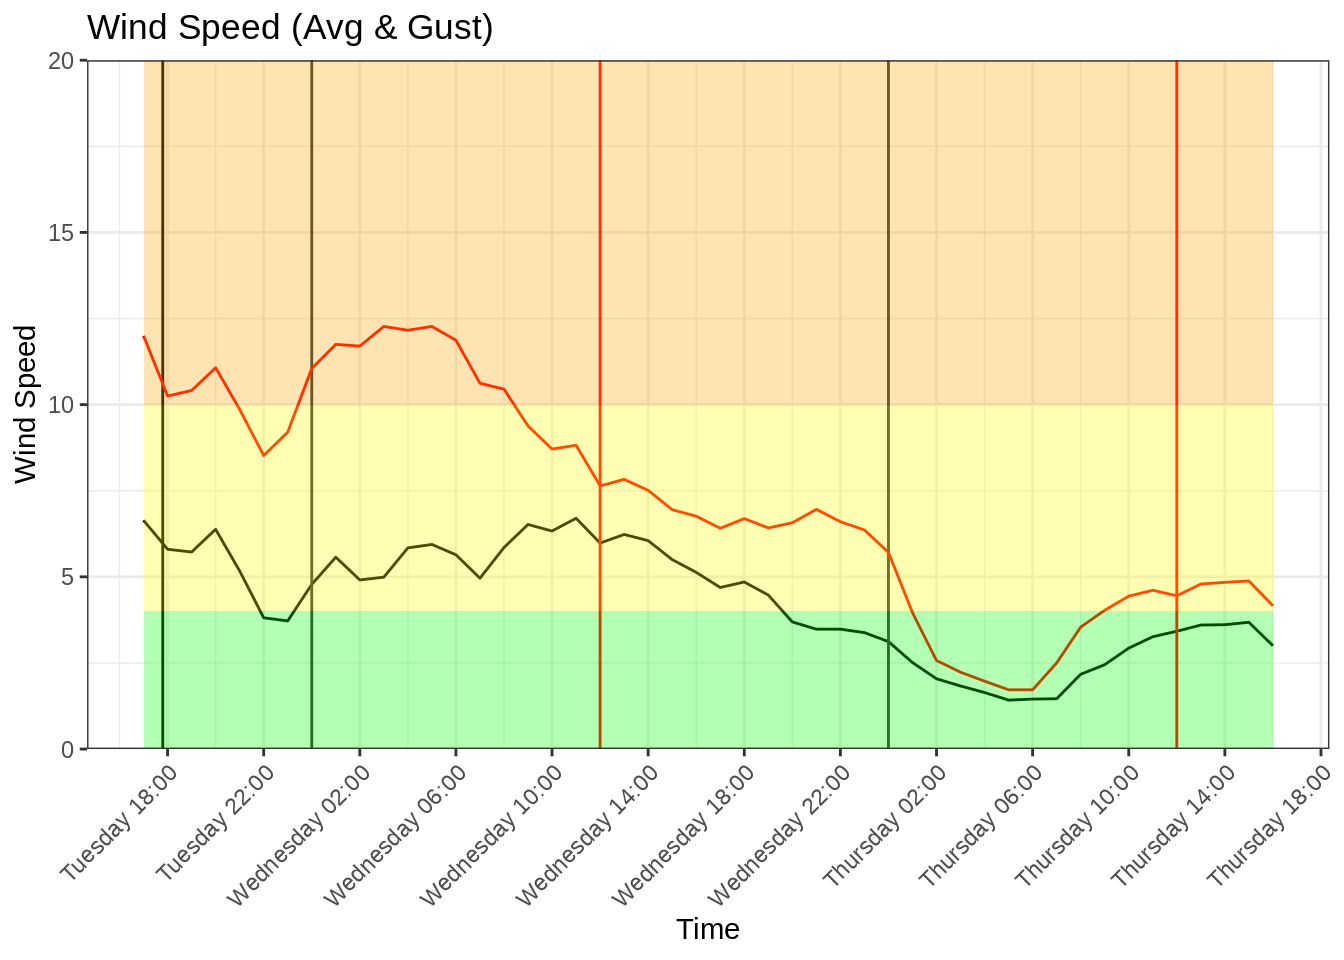 Wind Speed (Avg & Gust)
20
15
10
5
0
Wind Speed
Tuesday 18:00
Tuesday 22:00
Wednesday 02:00
Wednesday 06:00
Wednesday 10:00
Wednesday 14:00
Wednesday 18:00
Wednesday 22:00
Thursday 02:00
Thursday 06:00
Thursday 10:00
Thursday 14:00
Thursday 18:00
Time